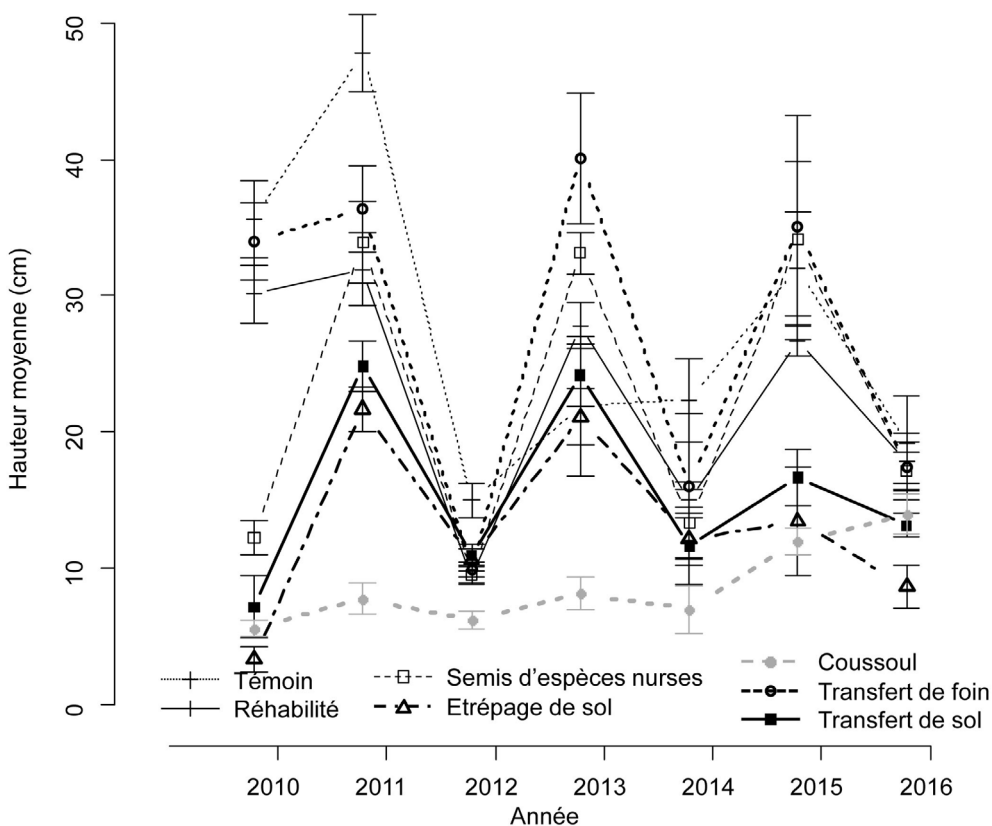 Hauteur moyenne (cm)
50
40
30
20
10
0
Témoin
Réhabilité
Semis d'espèces nurses
Etrépage de sol
Coussoul
Transfert de foin
Transfert de sol
2010 2011 2012 2013 2014 2015 2016
Année